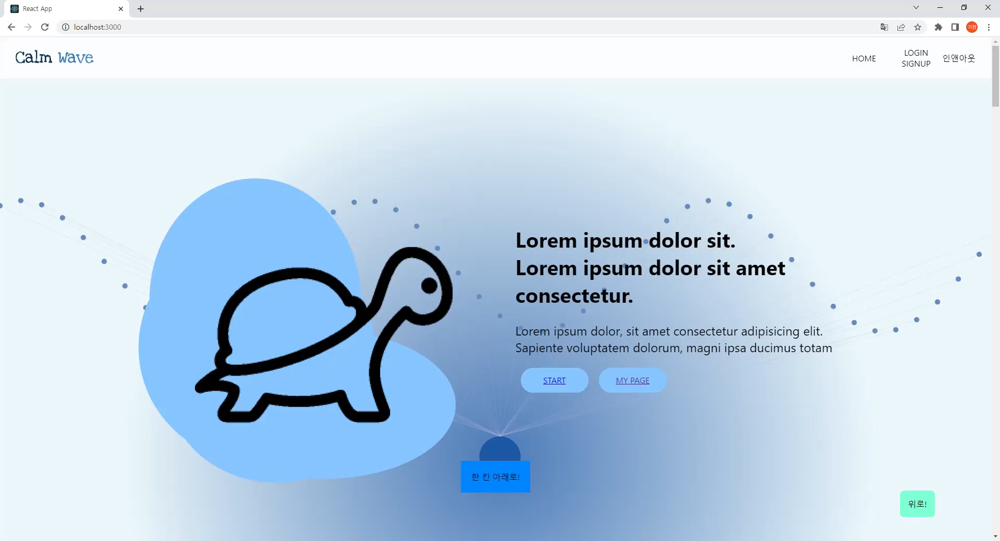 React App
localhost:3000
기현
Calm Wave
HOME
LOGIN
SIGNUP
인앤아웃
Lorem ipsum dolor sit.
Lorem ipsum dolor sit amet
consectetur.
Lorem ipsum dolor, sit amet consectetur adipisicing elit.
Sapiente voluptatem dolorum, magni ipsa ducimus totam
START
MY PAGE
한 칸 아래로!
위로!